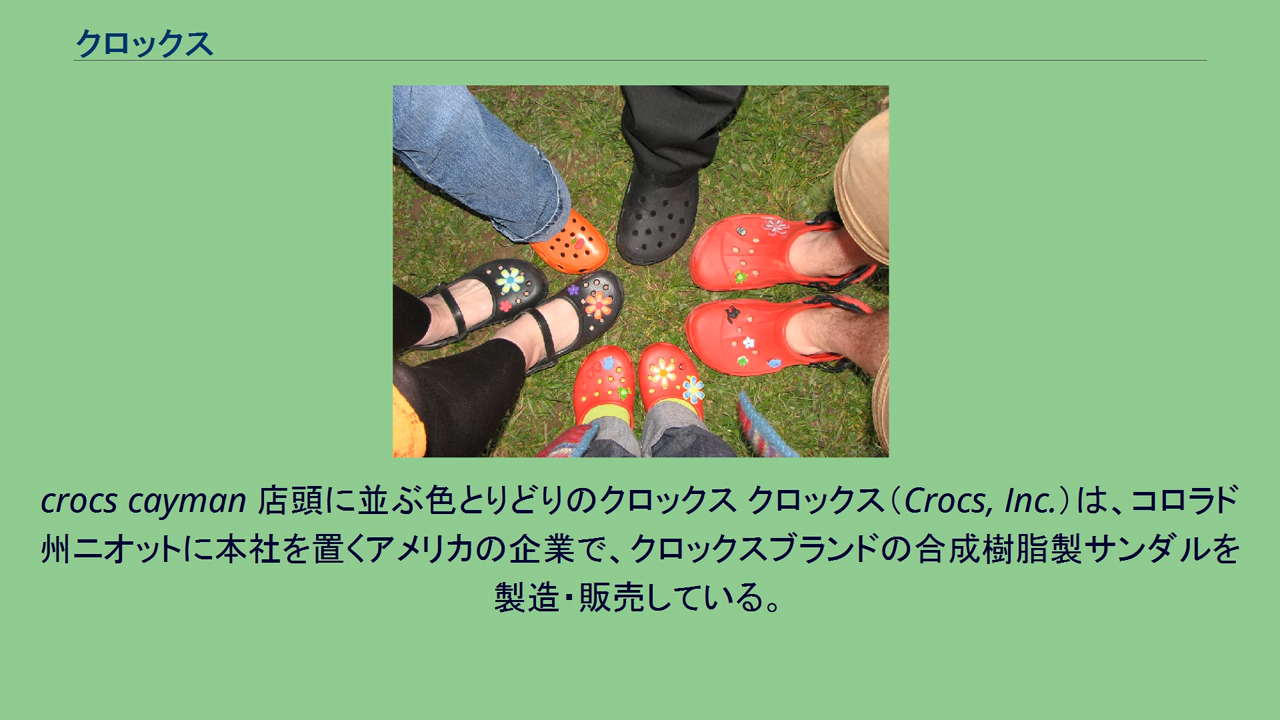 クロックス
crocs cayman 店頭に並ぶ色とりどりのクロックス クロックス（Crocs, Inc.）は、コロラド
州ニオットに本社を置くアメリカの企業で、クロックスブランドの合成樹脂製サンダルを
製造・販売している。